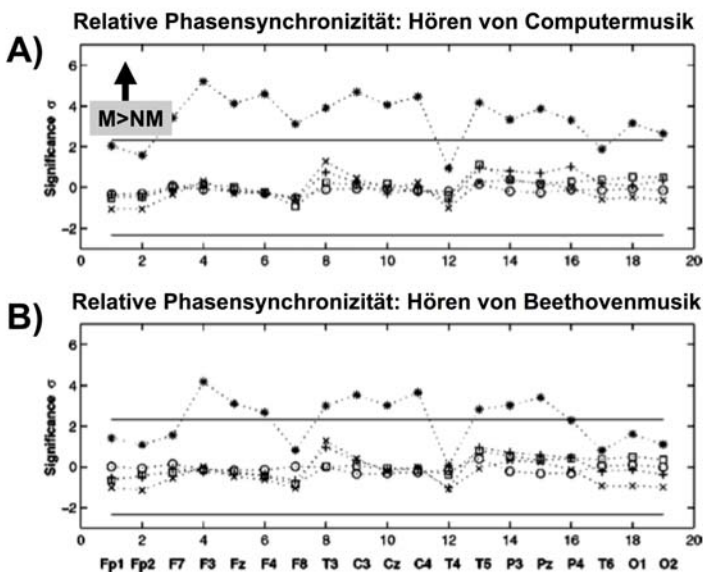 Relative Phasensynchronizität: Hören von Computermusik
A)
M>NM
Significance σ
6
4
2
0
−2
0 2 4 6 8 10 12 14 16 18 20
Relative Phasensynchronizität: Hören von Beethovenmusik
B)
Significance σ
6
4
2
0
−2
0 2 4 6 8 10 12 14 16 18 20
Fp1 Fp2 F7 F3 Fz F4 F8 T3 C3 Cz C4 T4 T5 P3 Pz P4 T6 O1 O2